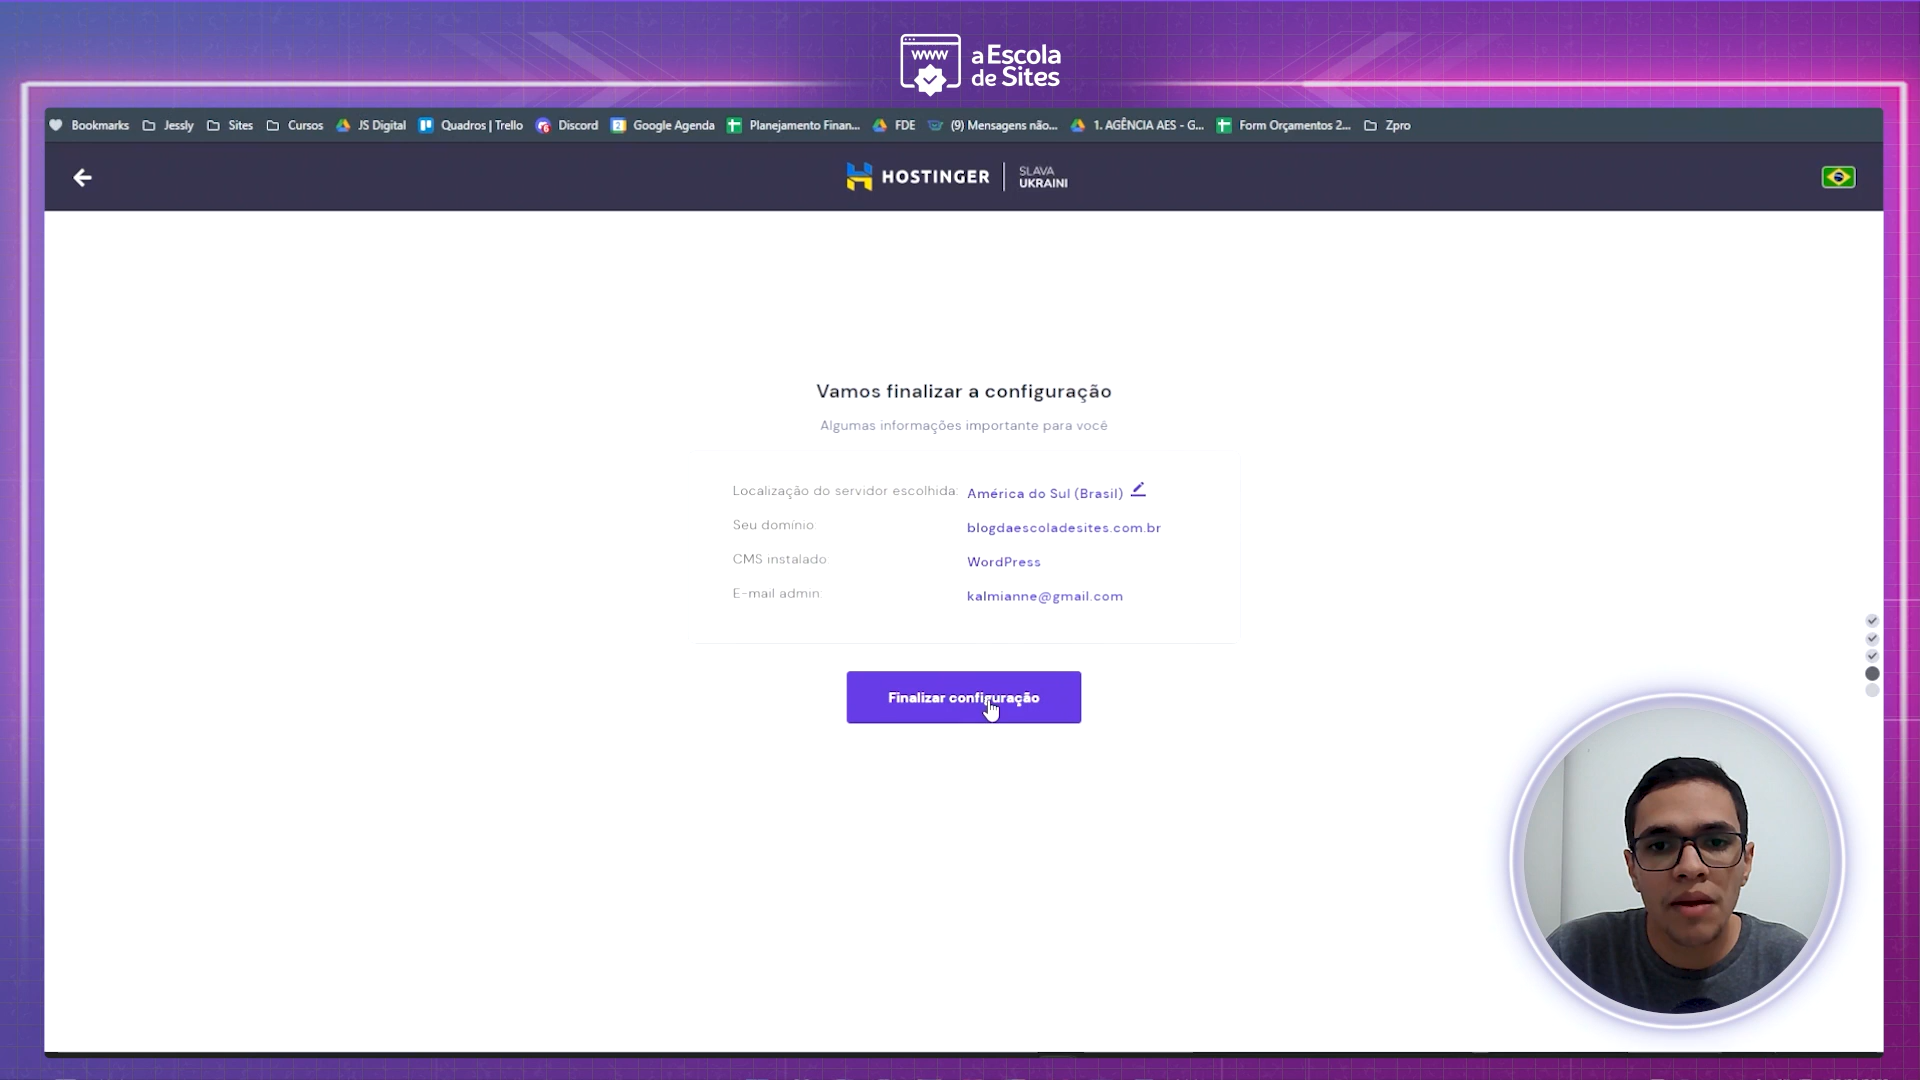 www
a Escola
de Sites
Bookmarks Jessly Sites Cursos JS Digital Quadros | Trello Discord 2 Google Agenda Planejamento Finan... FDE (9) Mensagens não... 1. AGÊNCIA AES - G... Form Orçamentos 2... Zpro
HOSTINGER
SLAVA
UKRAINI
Vamos finalizar a configuração
Algumas informações importante para você
Localização do servidor escolhida: América do Sul (Brasil)
Seu domínio: blogdaescoladesites.com.br
CMS instalado: WordPress
E-mail admin: kalmianne@gmail.com
Finalizar configuração